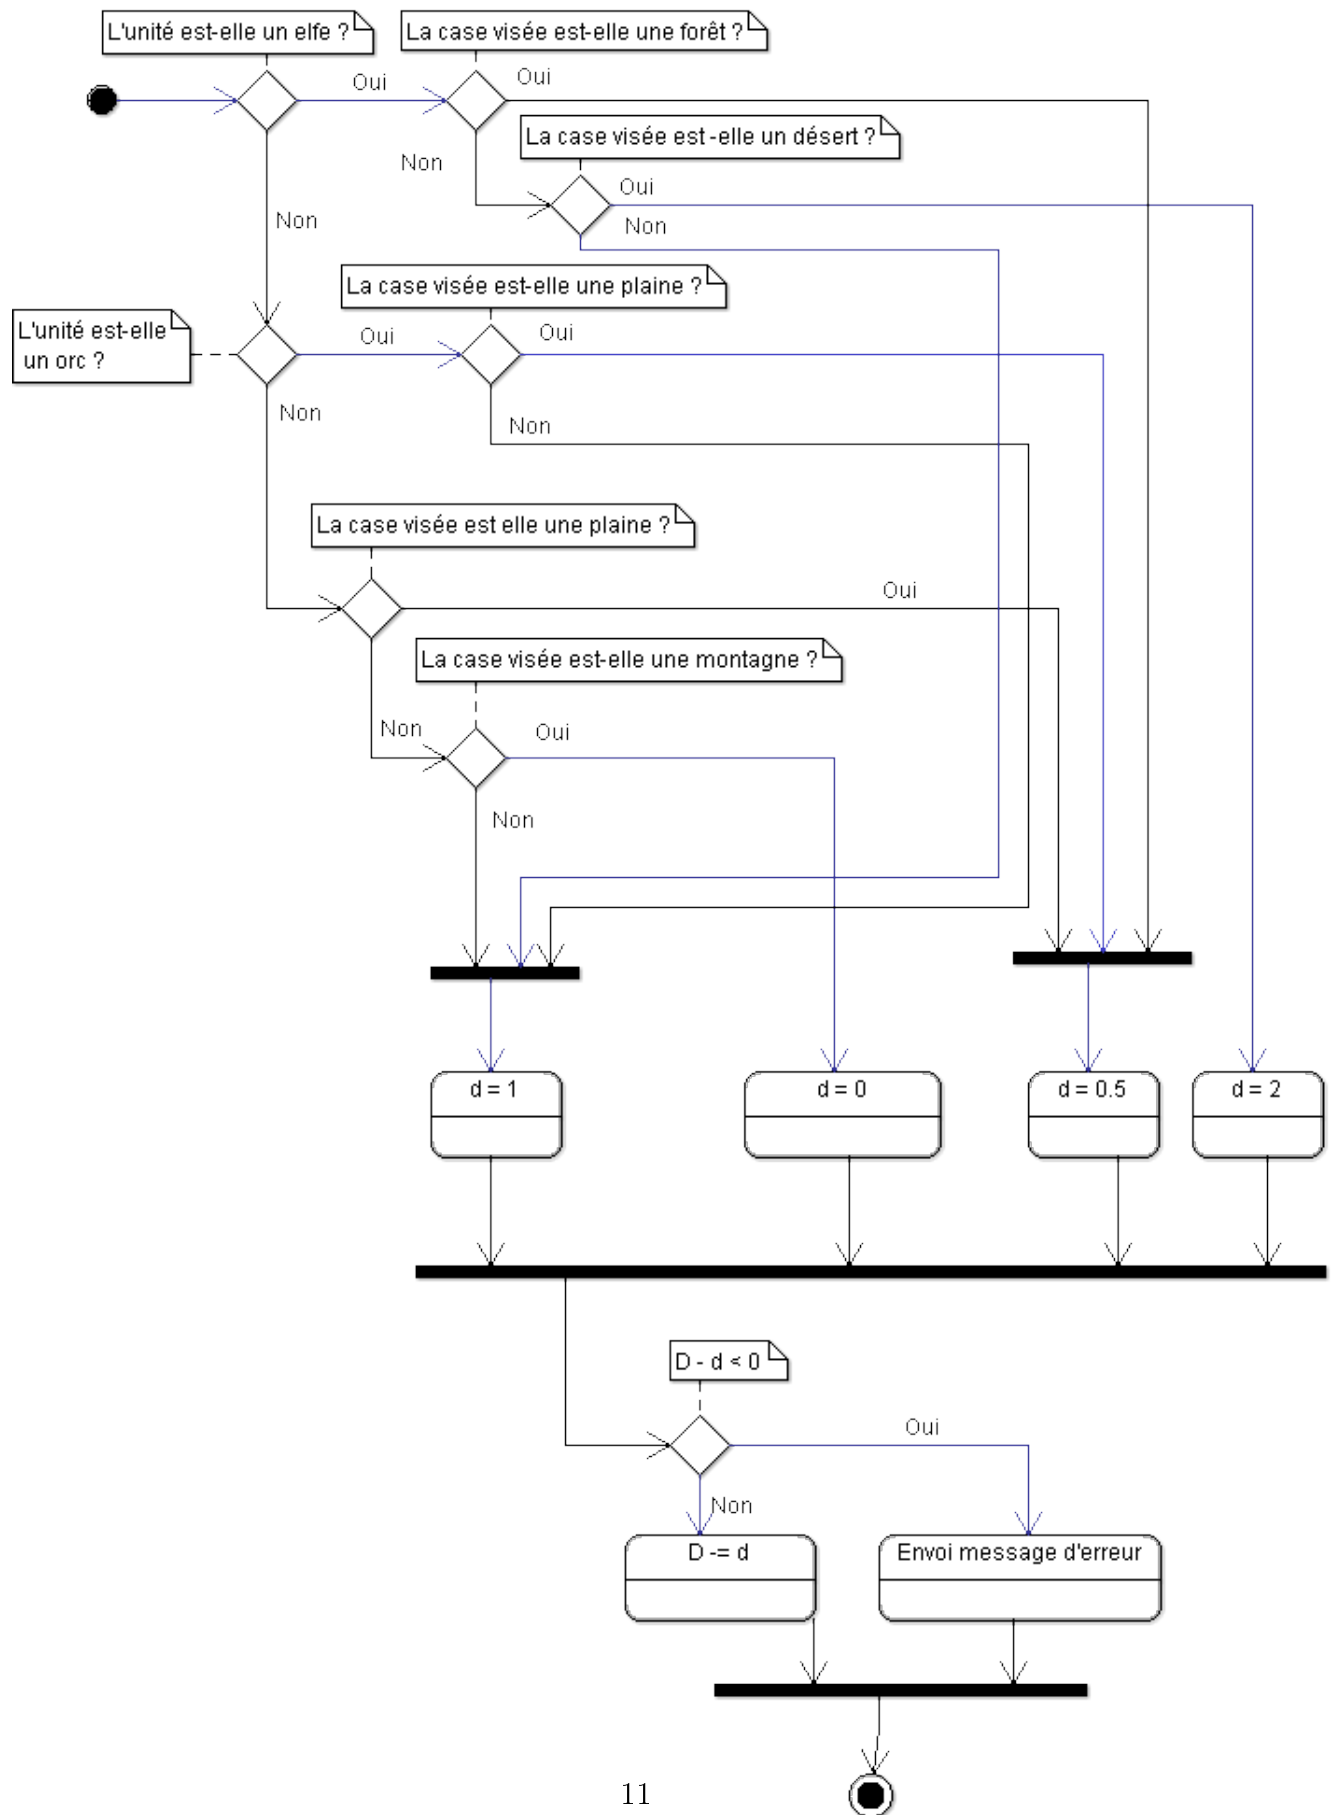 L'unité est-elle un elfe ?
La case visée est-elle une forêt ?
Oui
Oui
La case visée est -elle un désert ?
Non
Oui
Non
Non
La case visée est-elle une plaine ?
L'unité est-elle
un orc ?
Oui
Oui
Non
Non
La case visée est elle une plaine ?
Oui
La case visée est-elle une montagne ?
Non
Oui
Non
d = 1
d = 0
d = 0.5
d = 2
D - d < 0
Oui
Non
D -= d
Envoi message d'erreur
11